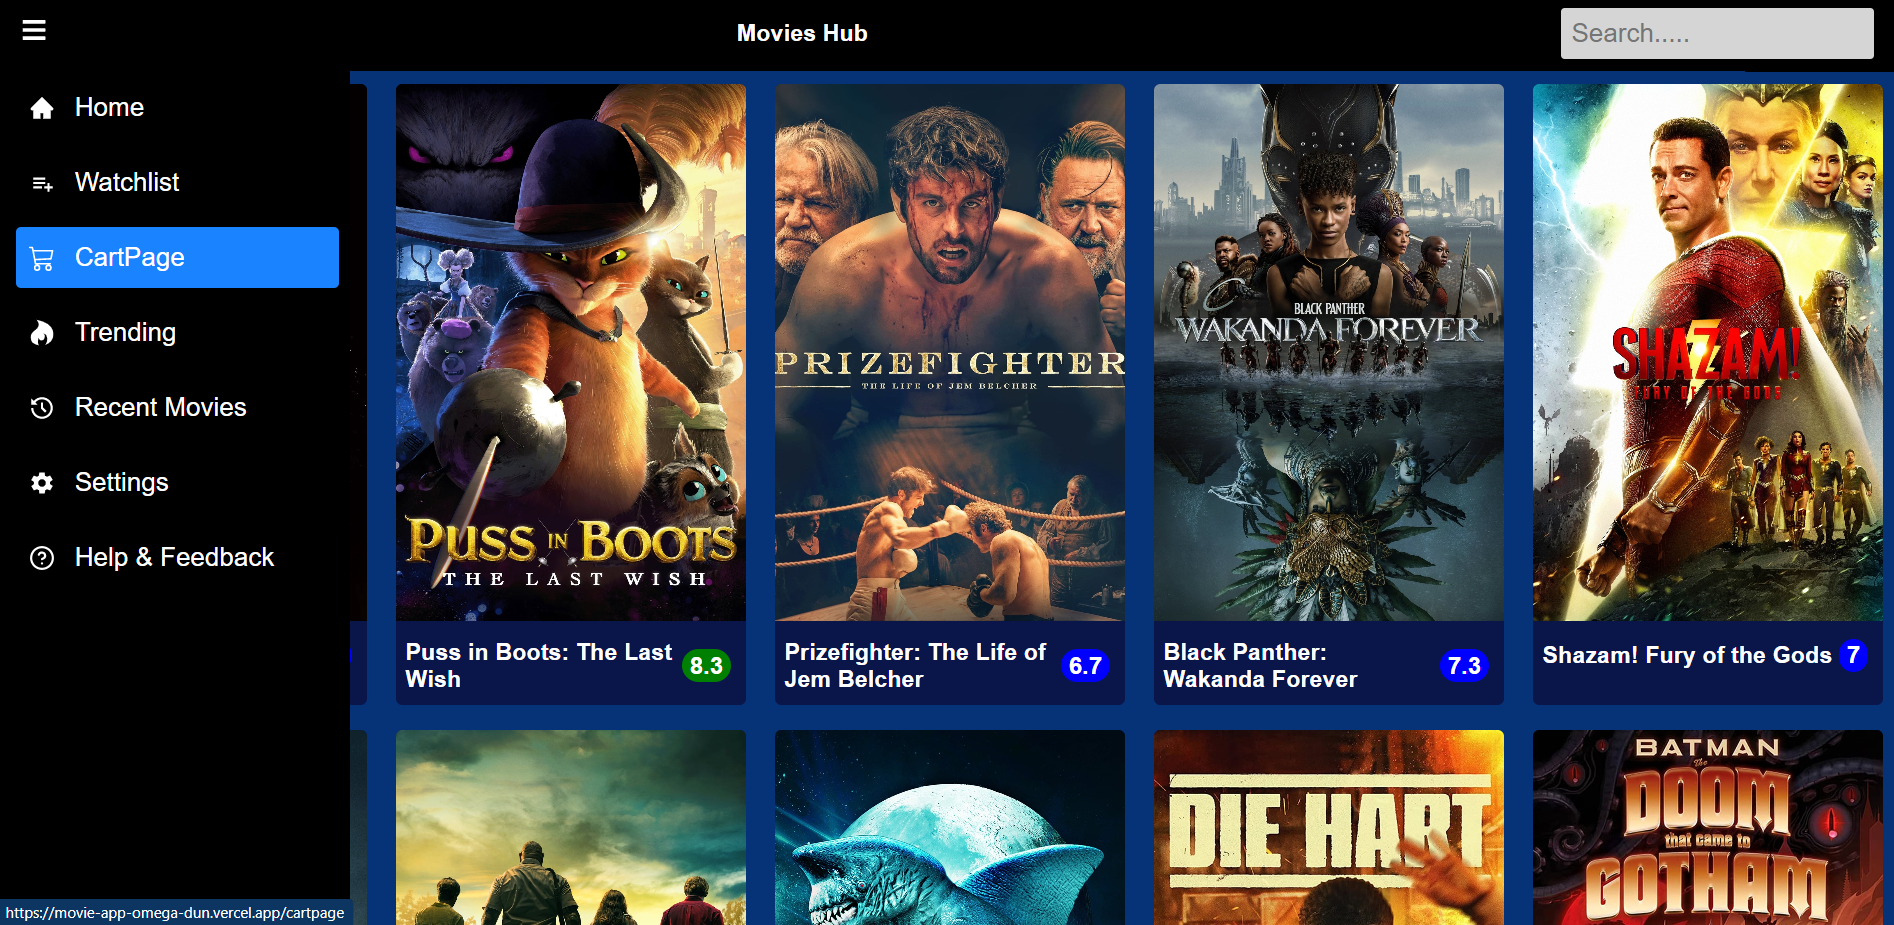 Movies Hub
Search.....
Home
Watchlist
CartPage
Trending
Recent Movies
Settings
Help & Feedback
PUSS IN BOOTS
THE LAST WISH
Puss in Boots: The Last
Wish
8.3
PRIZEFIGHTER
THE LIFE OF JEM BELCHER
Prizefighter: The Life of
Jem Belcher
6.7
BLACK PANTHER
WAKANDA FOREVER
Black Panther:
Wakanda Forever
7.3
SHAZAM!
FURY OF THE GODS
Shazam! Fury of the Gods
7
DIE HART
BATMAN
The
DOOM
that came to
GOTHAM
https://movie-app-omega-dun.vercel.app/cartpage